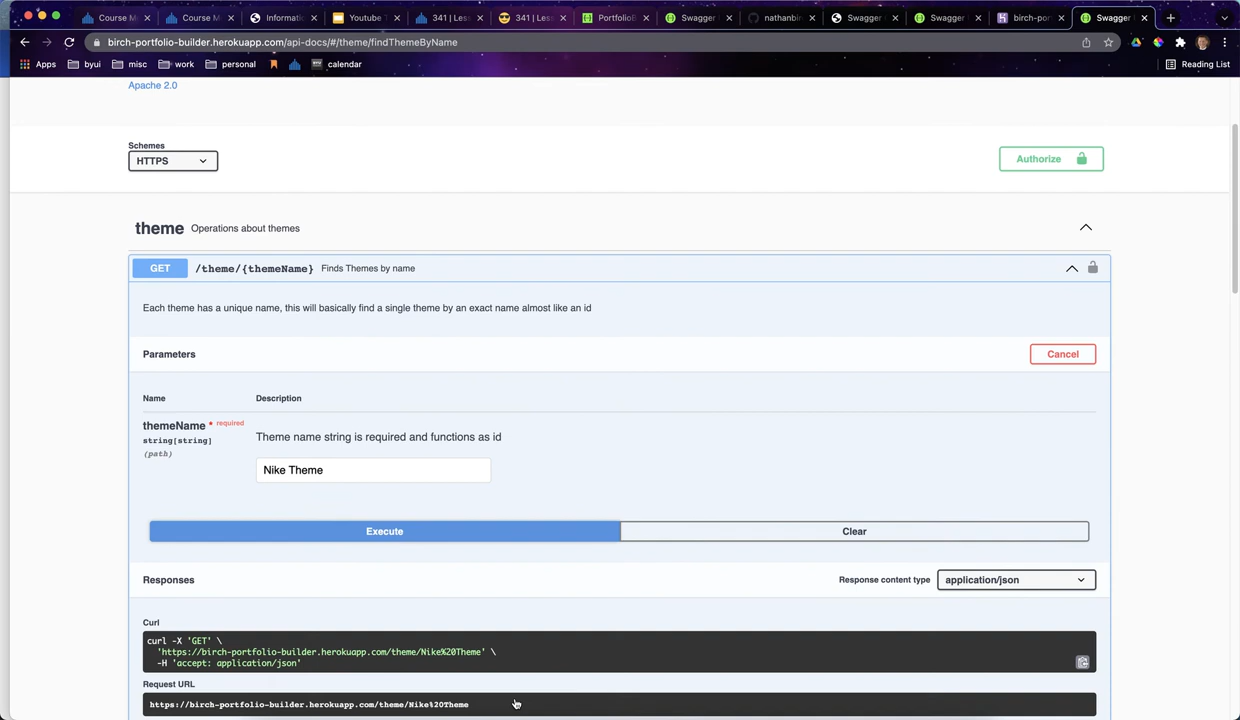 Course M
Course M
Informati
Youtube T
341 | Less
341 | Less
PortfolioB
Swagger
nathanbir
Swagger
Swagger
birch-por
Swagger
birch-portfolio-builder.herokuapp.com/api-docs/#/theme/findThemeByName
Apps
byui
misc
work
personal
calendar
Reading List
Apache 2.0
Schemes
HTTPS
Authorize
theme Operations about themes
GET /theme/{themeName} Finds Themes by name
Each theme has a unique name, this will basically find a single theme by an exact name almost like an id
Parameters
Cancel
Name Description
themeName * required
string[string]
(path)
Theme name string is required and functions as id
Nike Theme
Execute
Clear
Responses
Response content type
application/json
Curl
curl -X 'GET' \
'https://birch-portfolio-builder.herokuapp.com/theme/Nike%20Theme' \
-H 'accept: application/json'
Request URL
https://birch-portfolio-builder.herokuapp.com/theme/Nike%20Theme